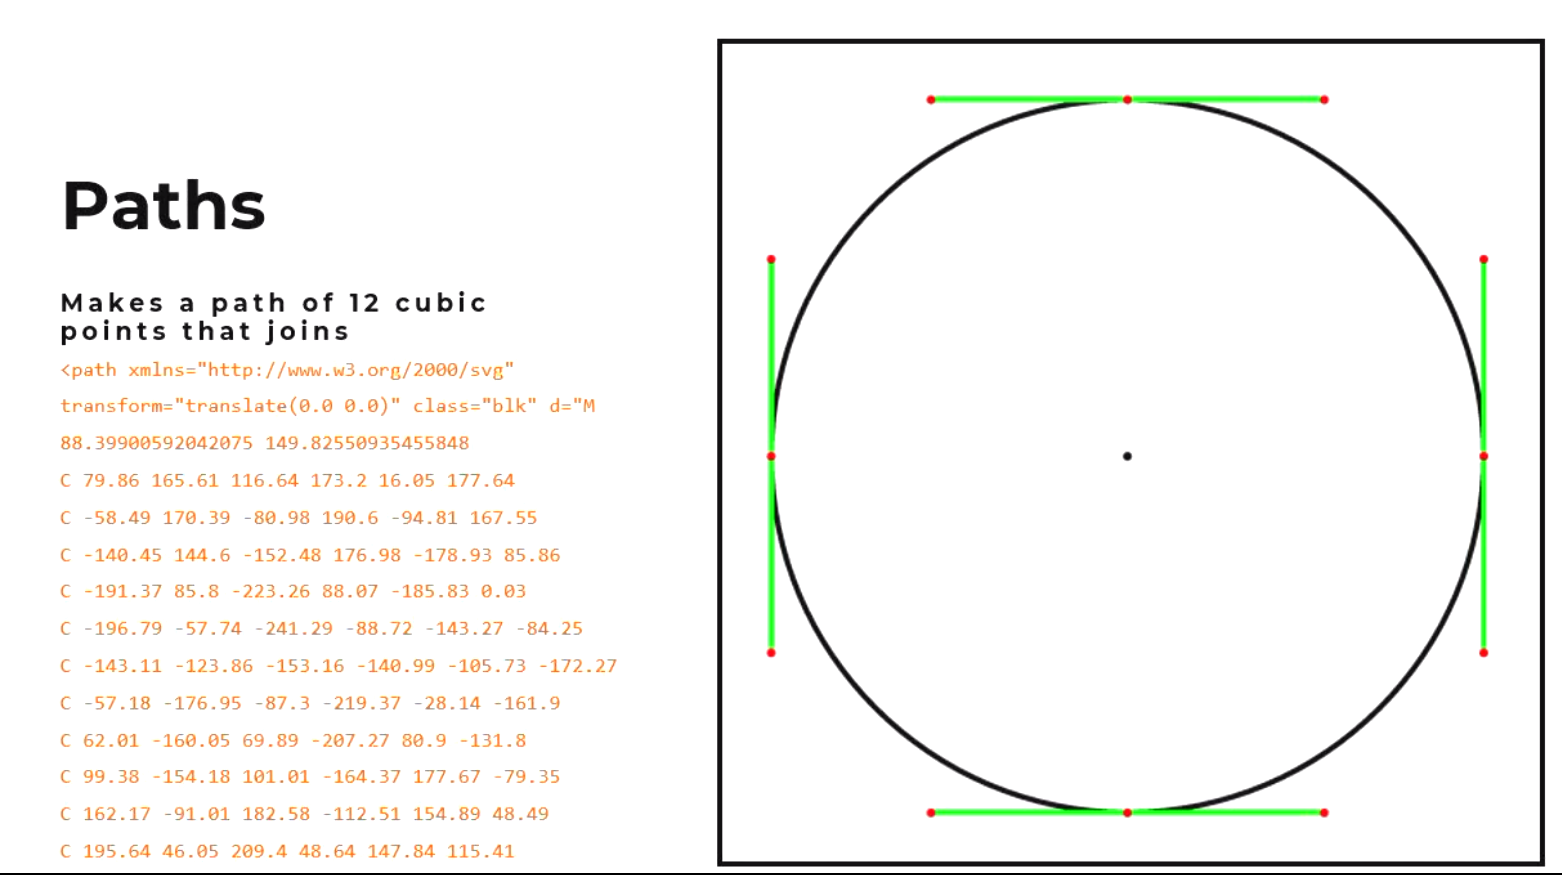 Paths
Makes a path of 12 cubic
points that joins
<path xmlns="http://www.w3.org/2000/svg"
transform="translate(0.0 0.0)" class="blk" d="M
88.39900592042075 149.82550935455848
C 79.86 165.61 116.64 173.2 16.05 177.64
C -58.49 170.39 -80.98 190.6 -94.81 167.55
C -140.45 144.6 -152.48 176.98 -178.93 85.86
C -191.37 85.8 -223.26 88.07 -185.83 0.03
C -196.79 -57.74 -241.29 -88.72 -143.27 -84.25
C -143.11 -123.86 -153.16 -140.99 -105.73 -172.27
C -57.18 -176.95 -87.3 -219.37 -28.14 -161.9
C 62.01 -160.05 69.89 -207.27 80.9 -131.8
C 99.38 -154.18 101.01 -164.37 177.67 -79.35
C 162.17 -91.01 182.58 -112.51 154.89 48.49
C 195.64 46.05 209.4 48.64 147.84 115.41